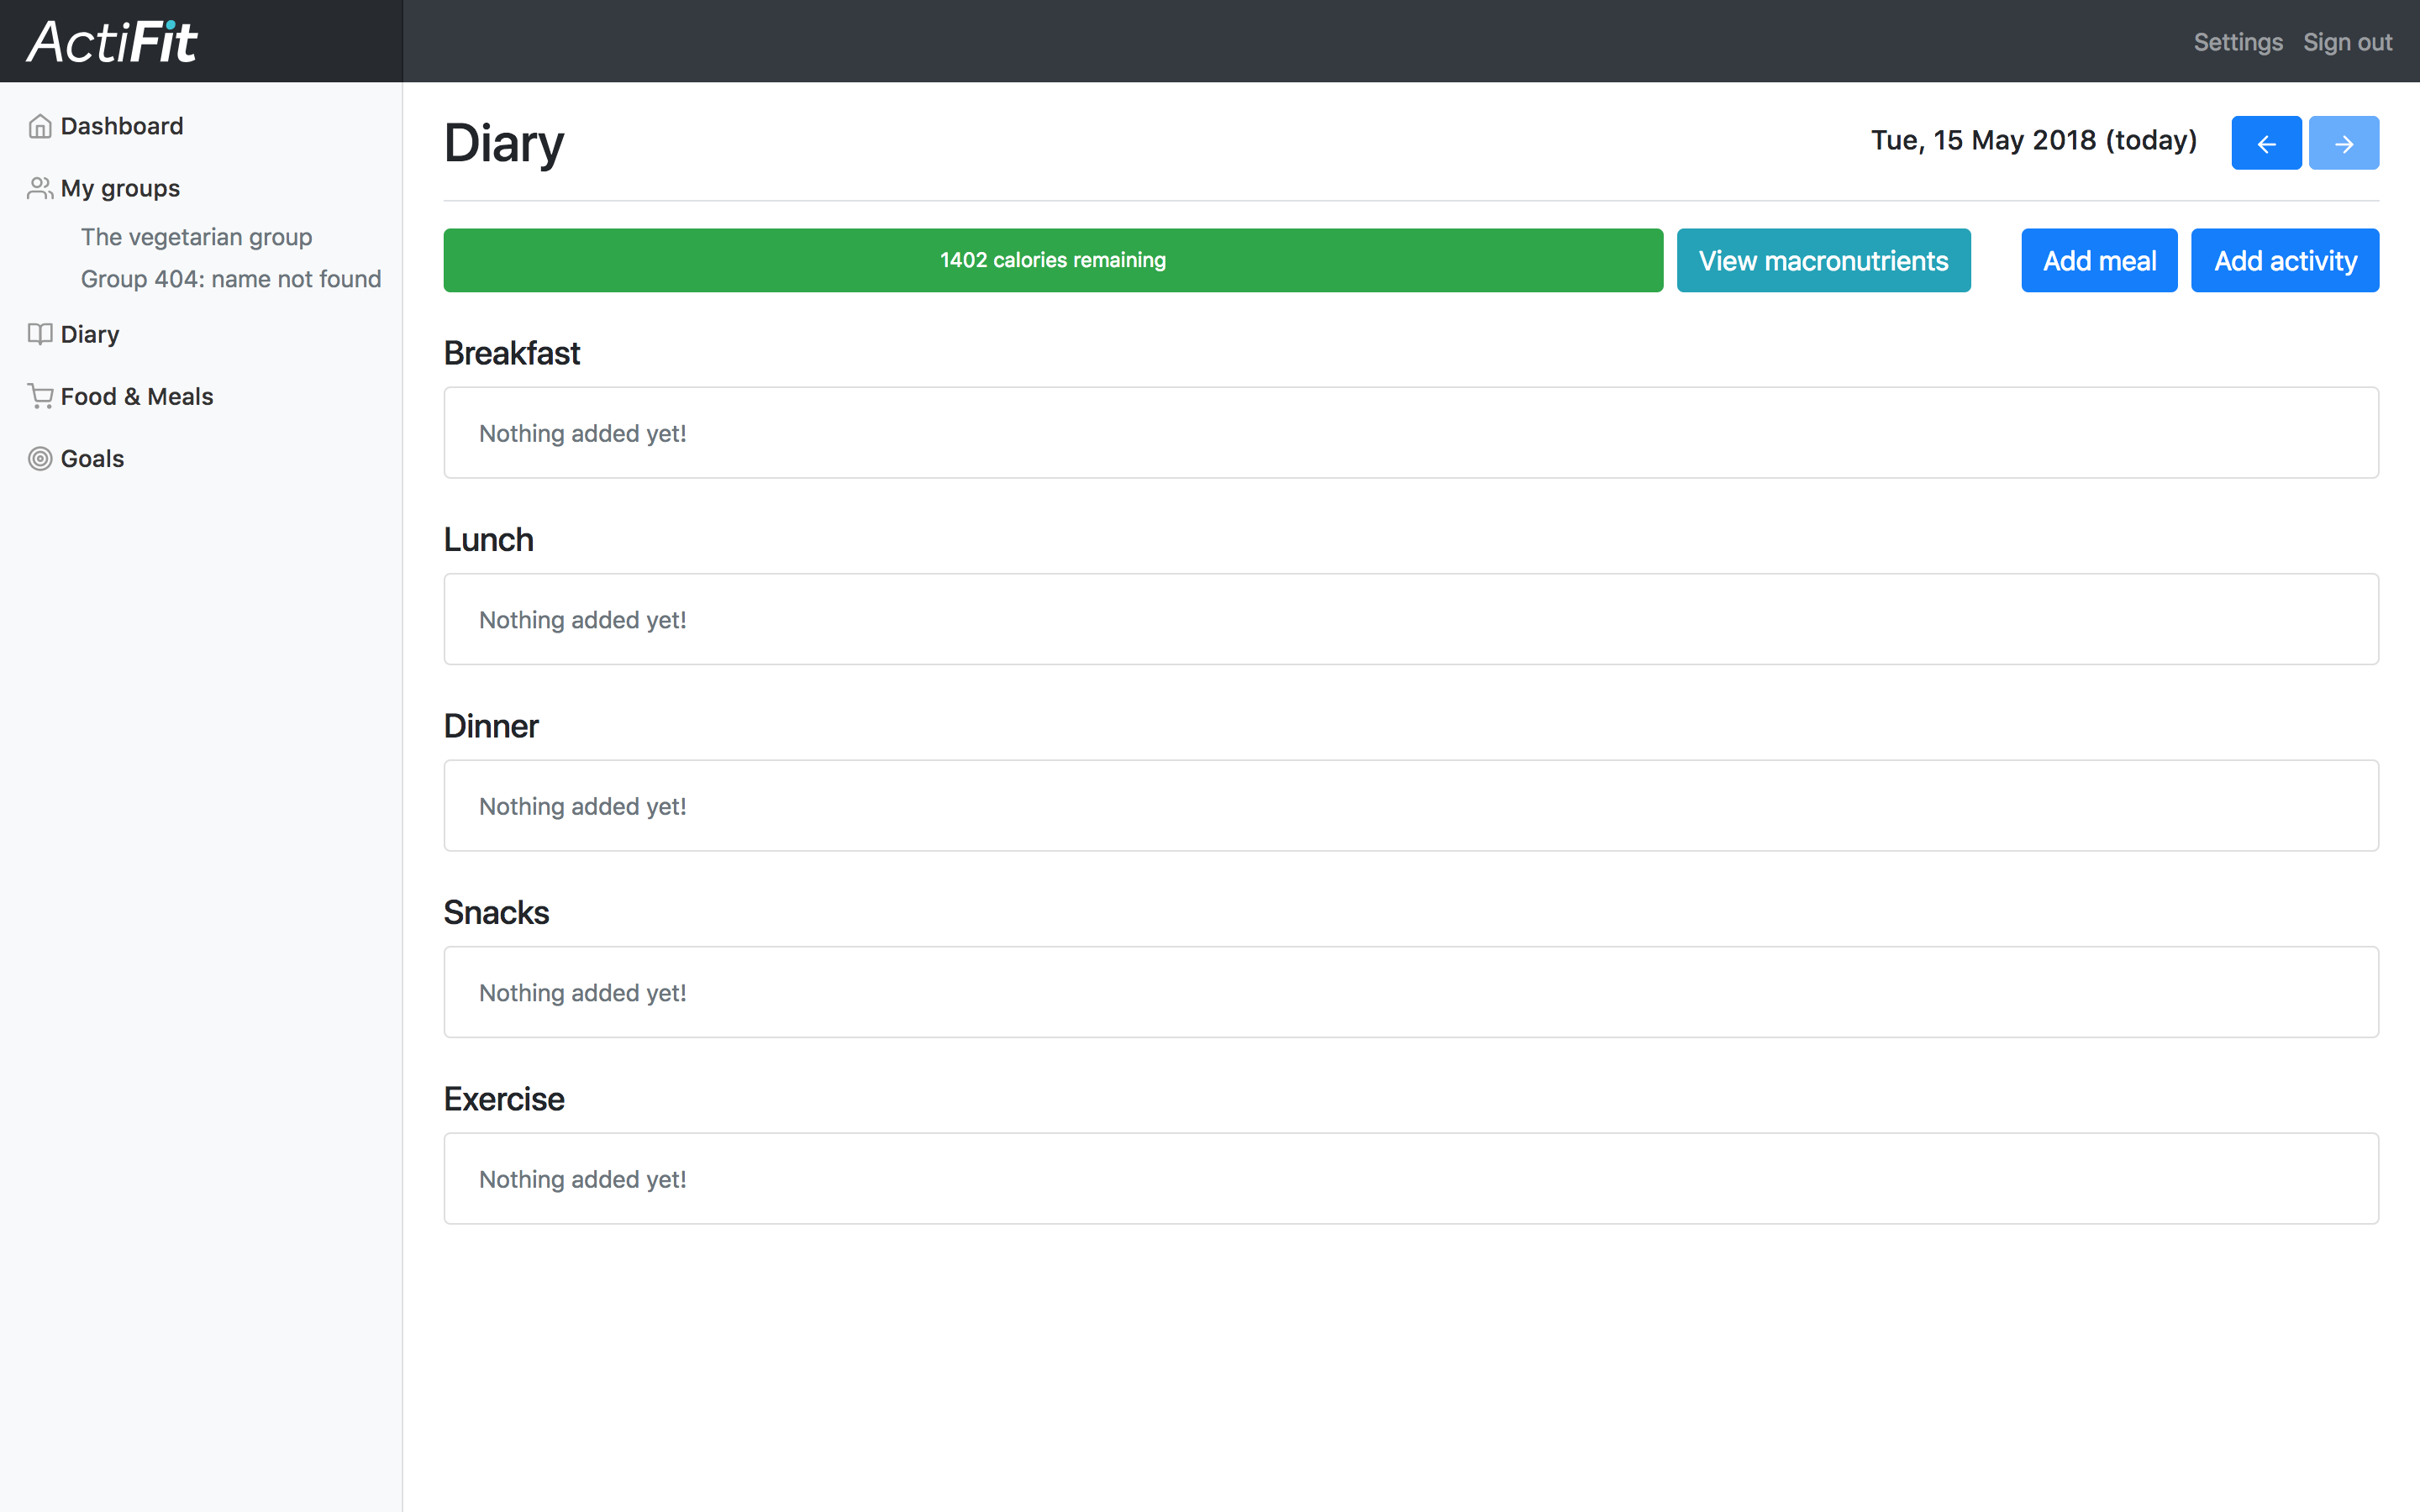 ActiFit
Settings Sign out
Dashboard
My groups
The vegetarian group
Group 404: name not found
Diary
Food & Meals
Goals
Diary
Tue, 15 May 2018 (today)
1402 calories remaining
View macronutrients
Add meal
Add activity
Breakfast
Nothing added yet!
Lunch
Nothing added yet!
Dinner
Nothing added yet!
Snacks
Nothing added yet!
Exercise
Nothing added yet!